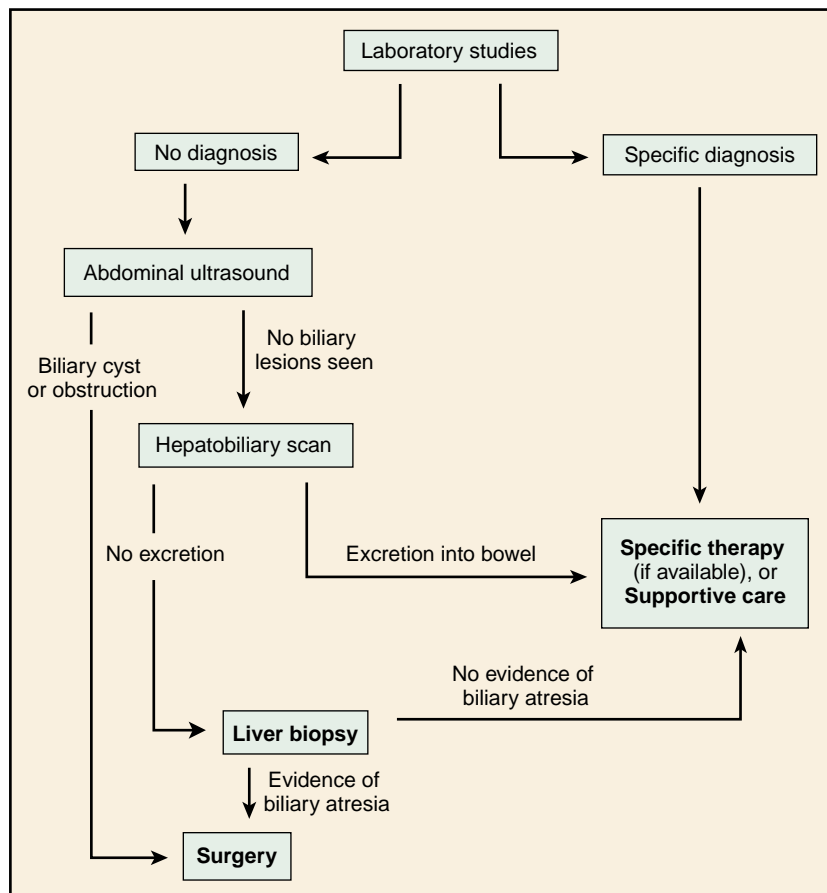 Laboratory studies
No diagnosis
Specific diagnosis
Abdominal ultrasound
No biliary
lesions seen
Biliary cyst
or obstruction
Hepatobiliary scan
No excretion
Excretion into bowel
Specific therapy
(if available), or
Supportive care
No evidence of
biliary atresia
Liver biopsy
Evidence of
biliary atresia
Surgery